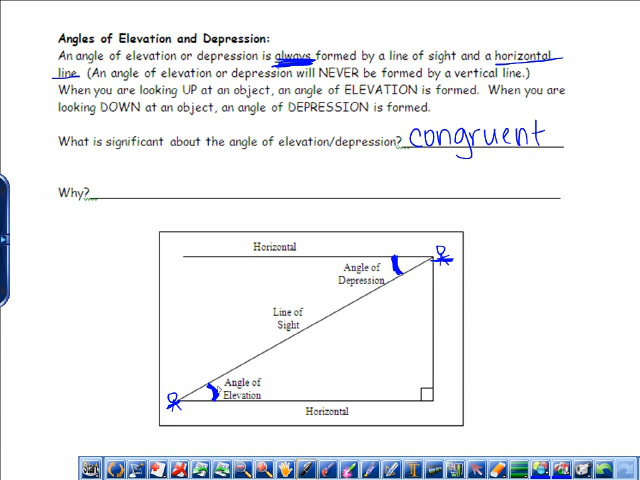 Angles of Elevation and Depression:
An angle of elevation or depression is always formed by a line of sight and a horizontal
line. (An angle of elevation or depression will NEVER be formed by a vertical line.)
When you are looking UP at an object, an angle of ELEVATION is formed. When you are
looking DOWN at an object, an angle of DEPRESSION is formed.
What is significant about the angle of elevation/depression? congruent
Why?
Horizontal
Angle of
Depression
Line of
Sight
Angle of
Elevation
Horizontal
Start